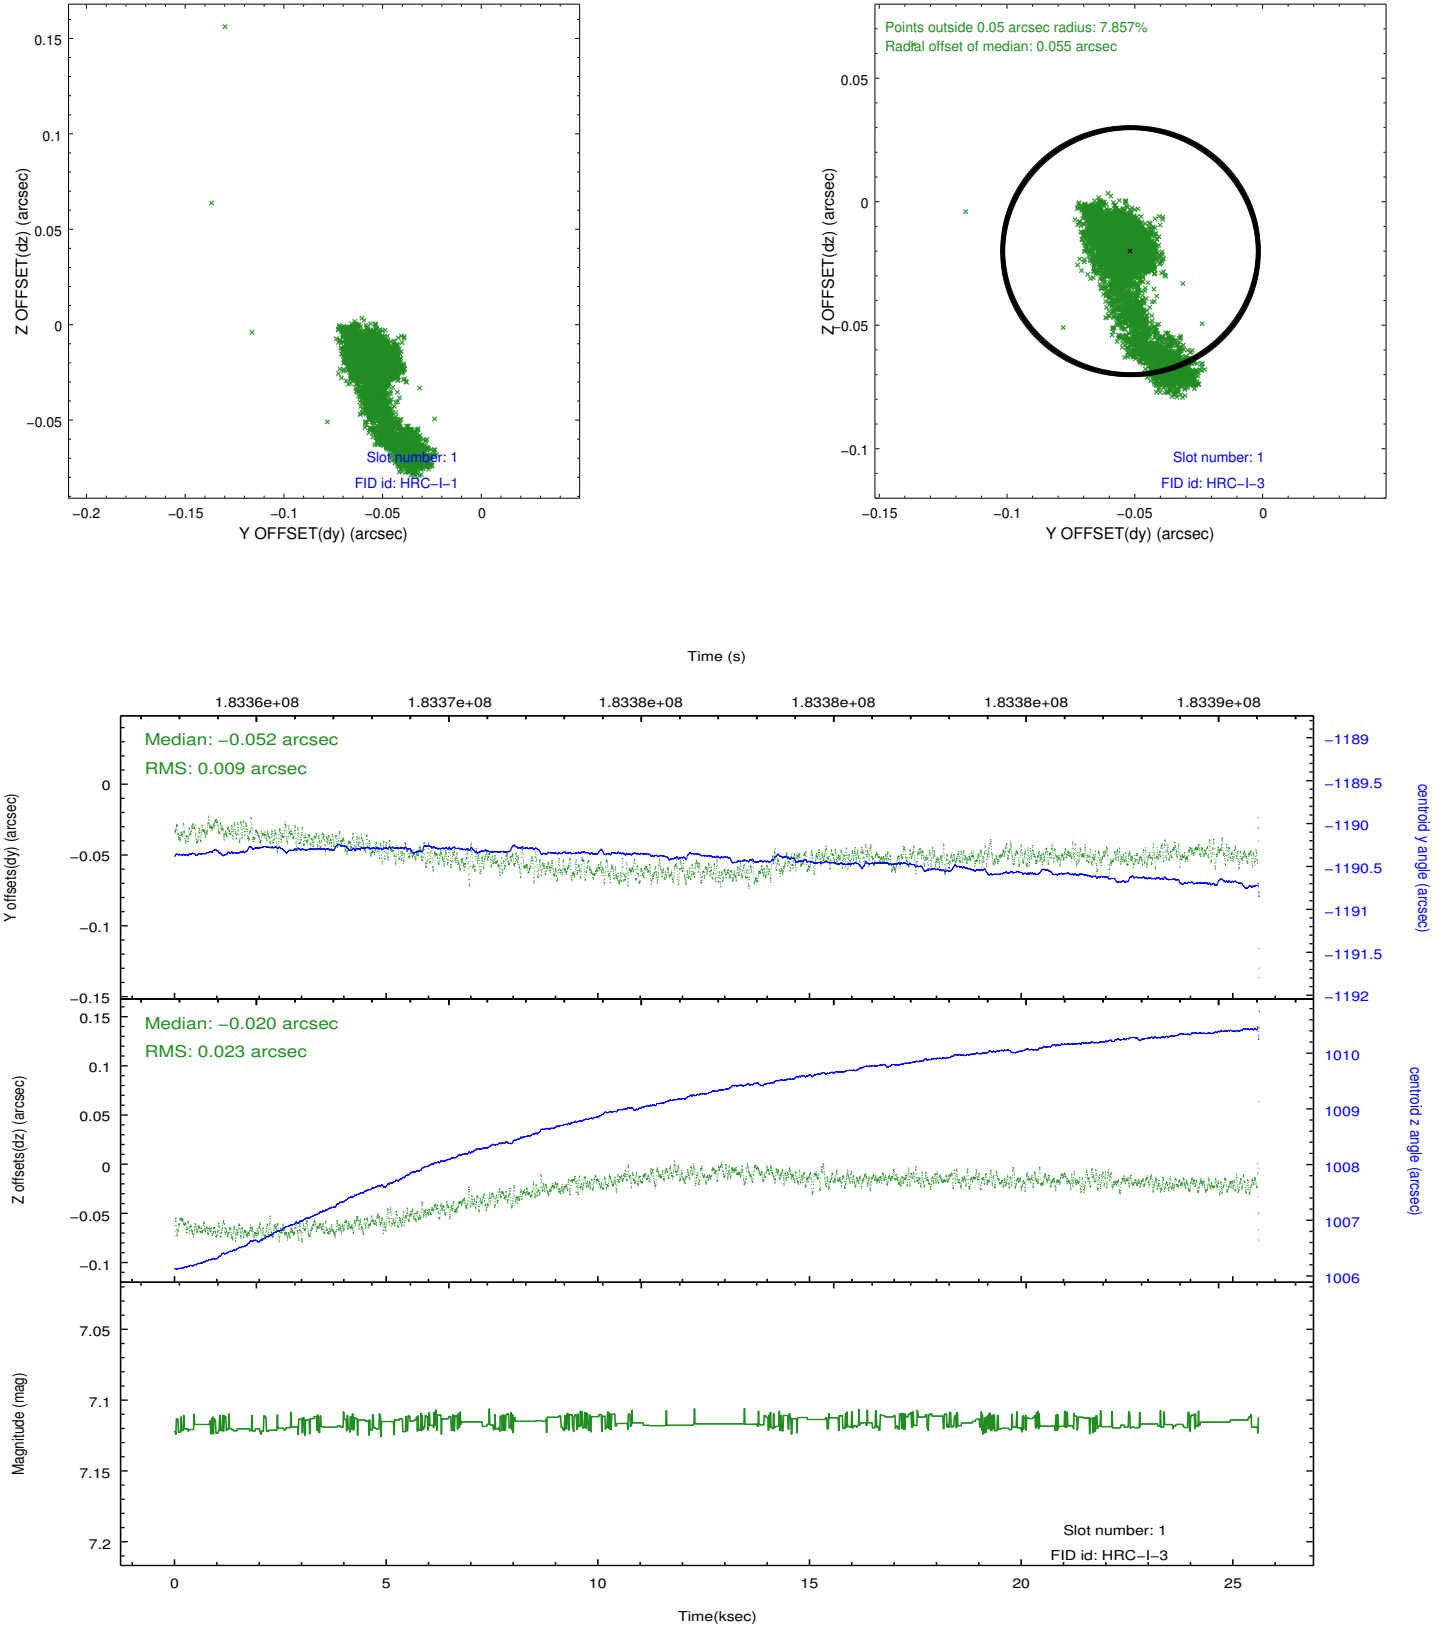 0.15
0.1
0.05
0
−0.05
Z OFFSET(dz) (arcsec)
Slot number: 1
FID id: HRC−I−1
−0.2
−0.15
−0.1
−0.05
0
Y OFFSET(dy) (arcsec)
Points outside 0.05 arcsec radius: 7.857%
Radial offset of median: 0.055 arcsec
0.05
0
−0.05
−0.1
Z OFFSET(dz) (arcsec)
Slot number: 1
FID id: HRC−I−3
−0.15
−0.1
−0.05
0
Y OFFSET(dy) (arcsec)
Time (s)
1.8336e+08
1.8337e+08
1.8338e+08
1.8338e+08
1.8338e+08
1.8339e+08
Median: −0.052 arcsec
RMS: 0.009 arcsec
0
−0.05
−0.1
−0.15
Y offsets(dy) (arcsec)
−1189
−1189.5
−1190
−1190.5
−1191
−1191.5
−1192
centroid y angle (arcsec)
Median: −0.020 arcsec
RMS: 0.023 arcsec
0.15
0.1
0.05
0
−0.05
−0.1
Z offsets(dz) (arcsec)
1010
1009
1008
1007
1006
centroid z angle (arcsec)
7.05
7.1
7.15
7.2
Magnitude (mag)
Slot number: 1
FID id: HRC−I−3
0
5
10
15
20
25
Time(ksec)